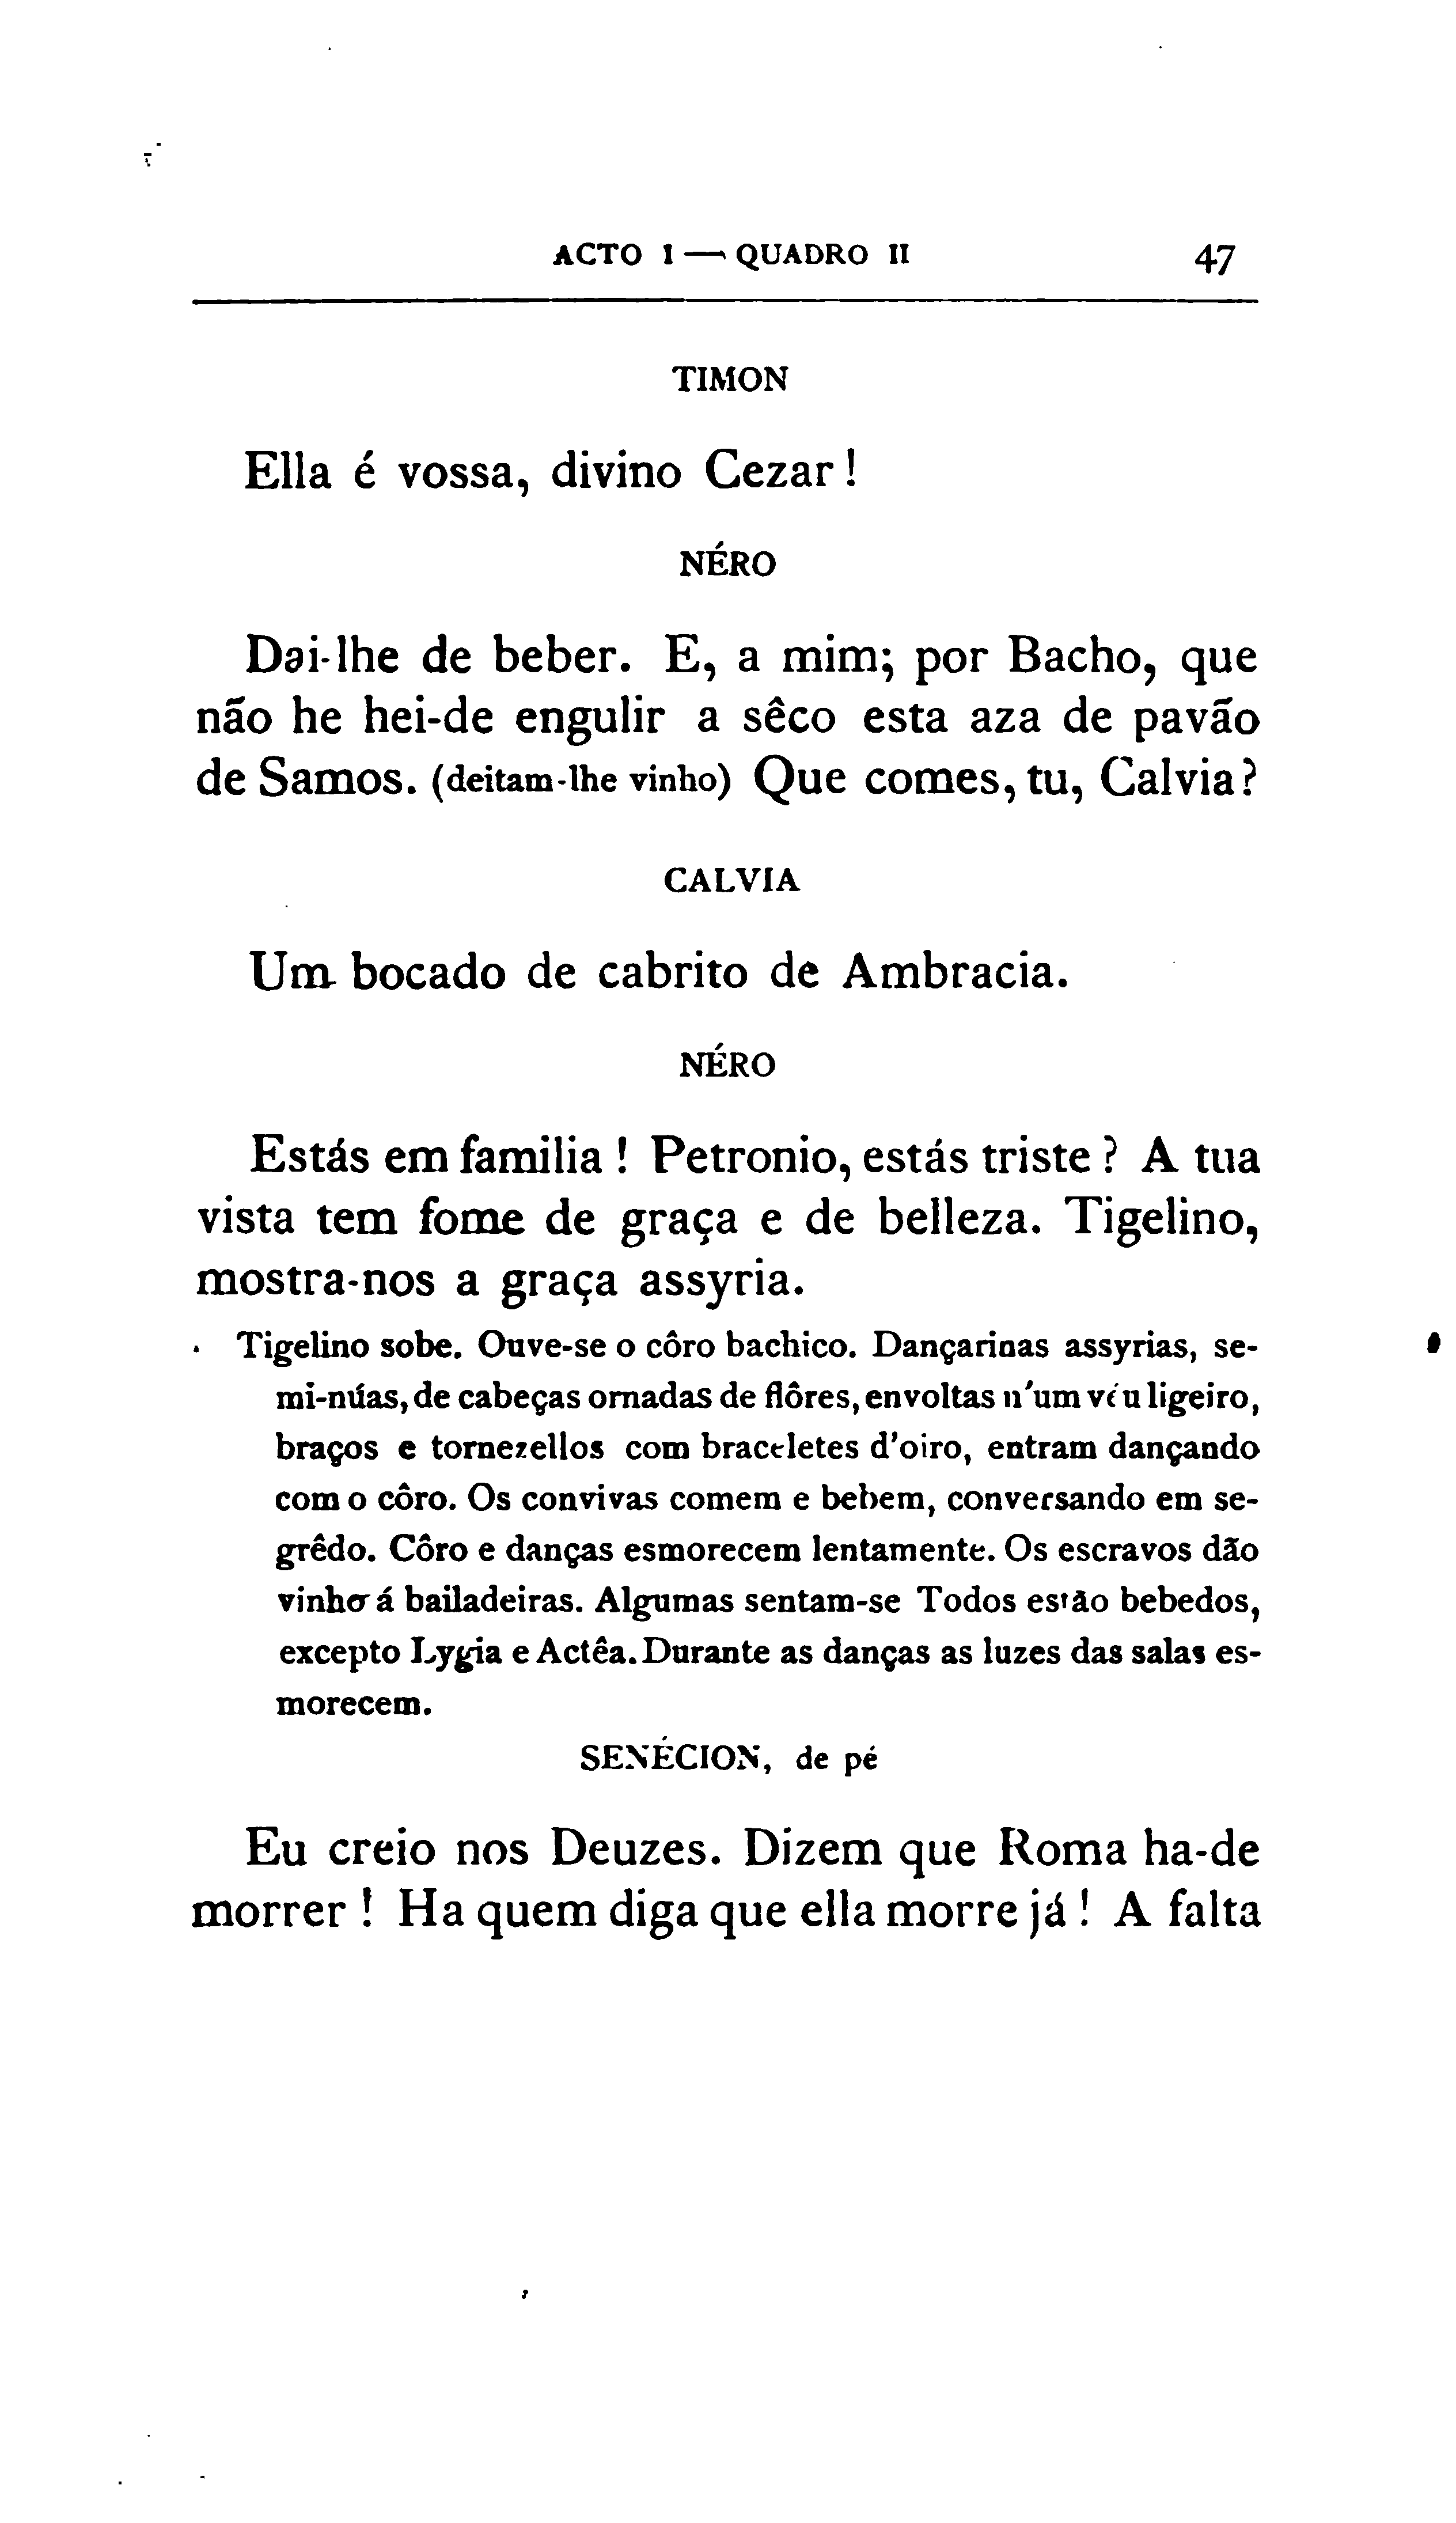 ACTO I — QUADRO II 47
TIMON
Ella é vossa, divino Cezar !
NÉRO
Dai-lhe de beber. E, a mim; por Bacho, que
não he hei-de engulir a sêco esta aza de pavão
de Samos. (deitam-lhe vinho) Que comes, tu, Calvia?
CALVIA
Um bocado de cabrito de Ambracia.
NÉRO
Estás em familia ! Petronio, estás triste ? A tua
vista tem fome de graça e de belleza. Tigelino,
mostra-nos a graça assyria.
Tigelino sobe. Ouve-se o côro bachico. Dançarinas assyrias, se-
mi-núas, de cabeças ornadas de flôres, envoltas n'um véu ligeiro,
braços e tornezellos com braceletes d'oiro, entram dançando
com o côro. Os convivas comem e bebem, conversando em se-
grêdo. Côro e danças esmorecem lentamente. Os escravos dão
vinho á bailadeiras. Algumas sentam-se Todos estão bebedos,
excepto Lygia e Actêa. Durante as danças as luzes das salas es-
morecem.
SENÉCION, de pé
Eu creio nos Deuzes. Dizem que Roma ha-de
morrer ! Ha quem diga que ella morre já ! A falta